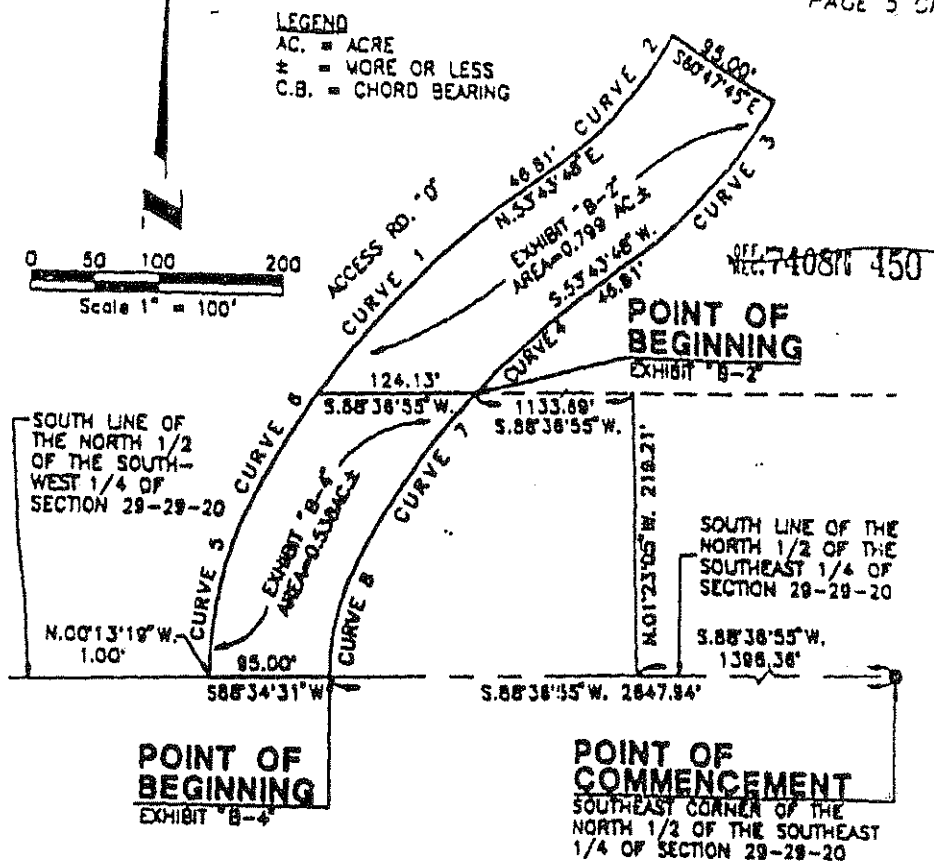 PAGE 5
LEGEND
AC. = ACRE
± = MORE OR LESS
C.B. = CHORD BEARING
95.00'
S60°47'45"E
CURVE 2
CURVE 3
46.81'
N.53°43'48"E.
EXHIBIT "B-2"
AREA=0.799 AC.±
ACCESS RD. "D"
CURVE 1
S.53°43'48" W.
46.81'
0 50 100 200
Scale 1" = 100'
OFF. REC. 7408 PG 450
CURVE 4
POINT OF
BEGINNING
EXHIBIT "B-2"
124.13'
S.88°36'55"W.
1133.69'
S.88°36'55"W.
SOUTH LINE OF
THE NORTH 1/2
OF THE SOUTH-
WEST 1/4 OF
SECTION 29-29-20
CURVE 6
CURVE 7
EXHIBIT "B-4"
AREA=0.538AC.±
N.01°23'05"W. 219.21'
SOUTH LINE OF THE
NORTH 1/2 OF THE
SOUTHEAST 1/4 OF
SECTION 29-29-20
CURVE 5
CURVE 8
N.00°13'19"W.
1.00'
95.00'
S88°34'31"W
S.88°36'55"W.
1396.36'
S.88°36'55"W. 2647.94'
POINT OF
BEGINNING
EXHIBIT "B-4"
POINT OF
COMMENCEMENT
SOUTHEAST CORNER OF THE
NORTH 1/2 OF THE SOUTHEAST
1/4 OF SECTION 29-29-20